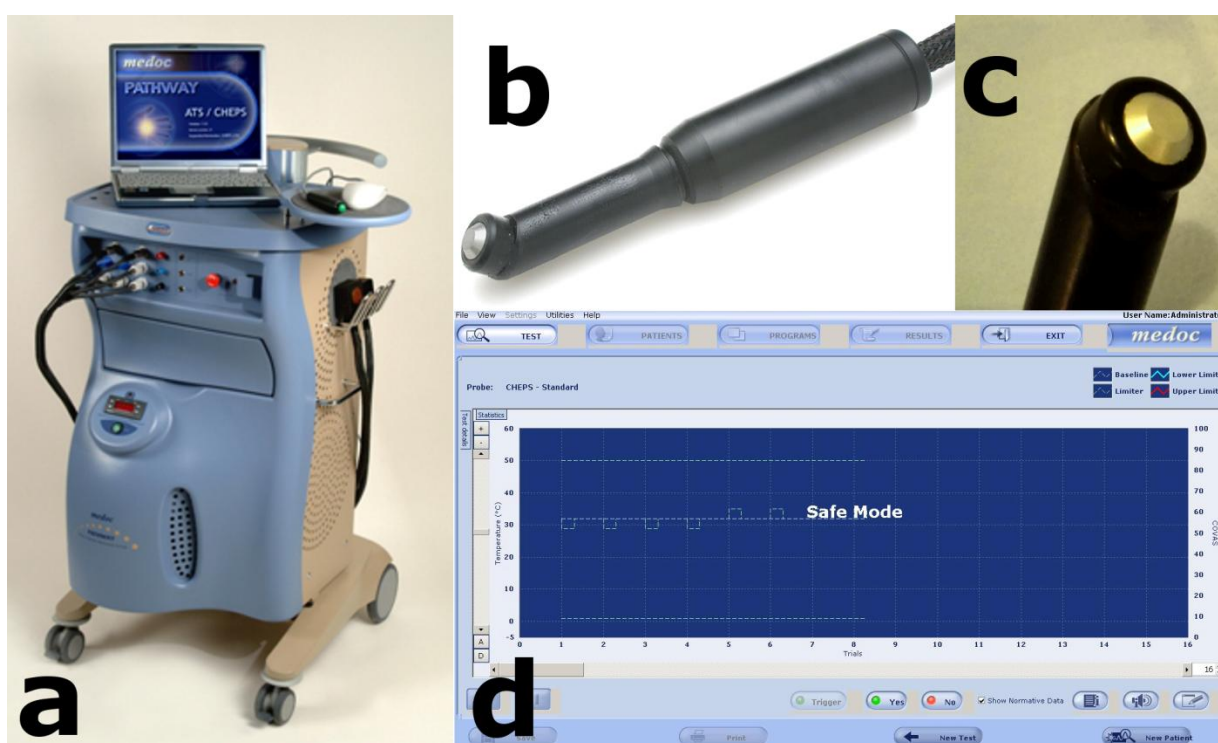 a
medoc
PATHWAY
ATS / CHEPS
medoc
b
c
d
File View Settings Utilities Help
User Name:Administrat
TEST
PATIENTS
PROGRAMS
RESULTS
EXIT
medoc
Probe: CHEPS - Standard
Baseline
Lower Limit
Limiter
Upper Limit
Test details
Statistics
+
-
A
D
Temperature (°C)
60
50
40
30
20
10
0
-5
Safe Mode
100
90
80
70
60
50
40
30
20
10
0
COVAS
0 1 2 3 4 5 6 7 8 9 10 11 12 13 14 15 16
Trials
16
Trigger
Yes
No
Show Normative Data
Save
Print
New Test
New Patient